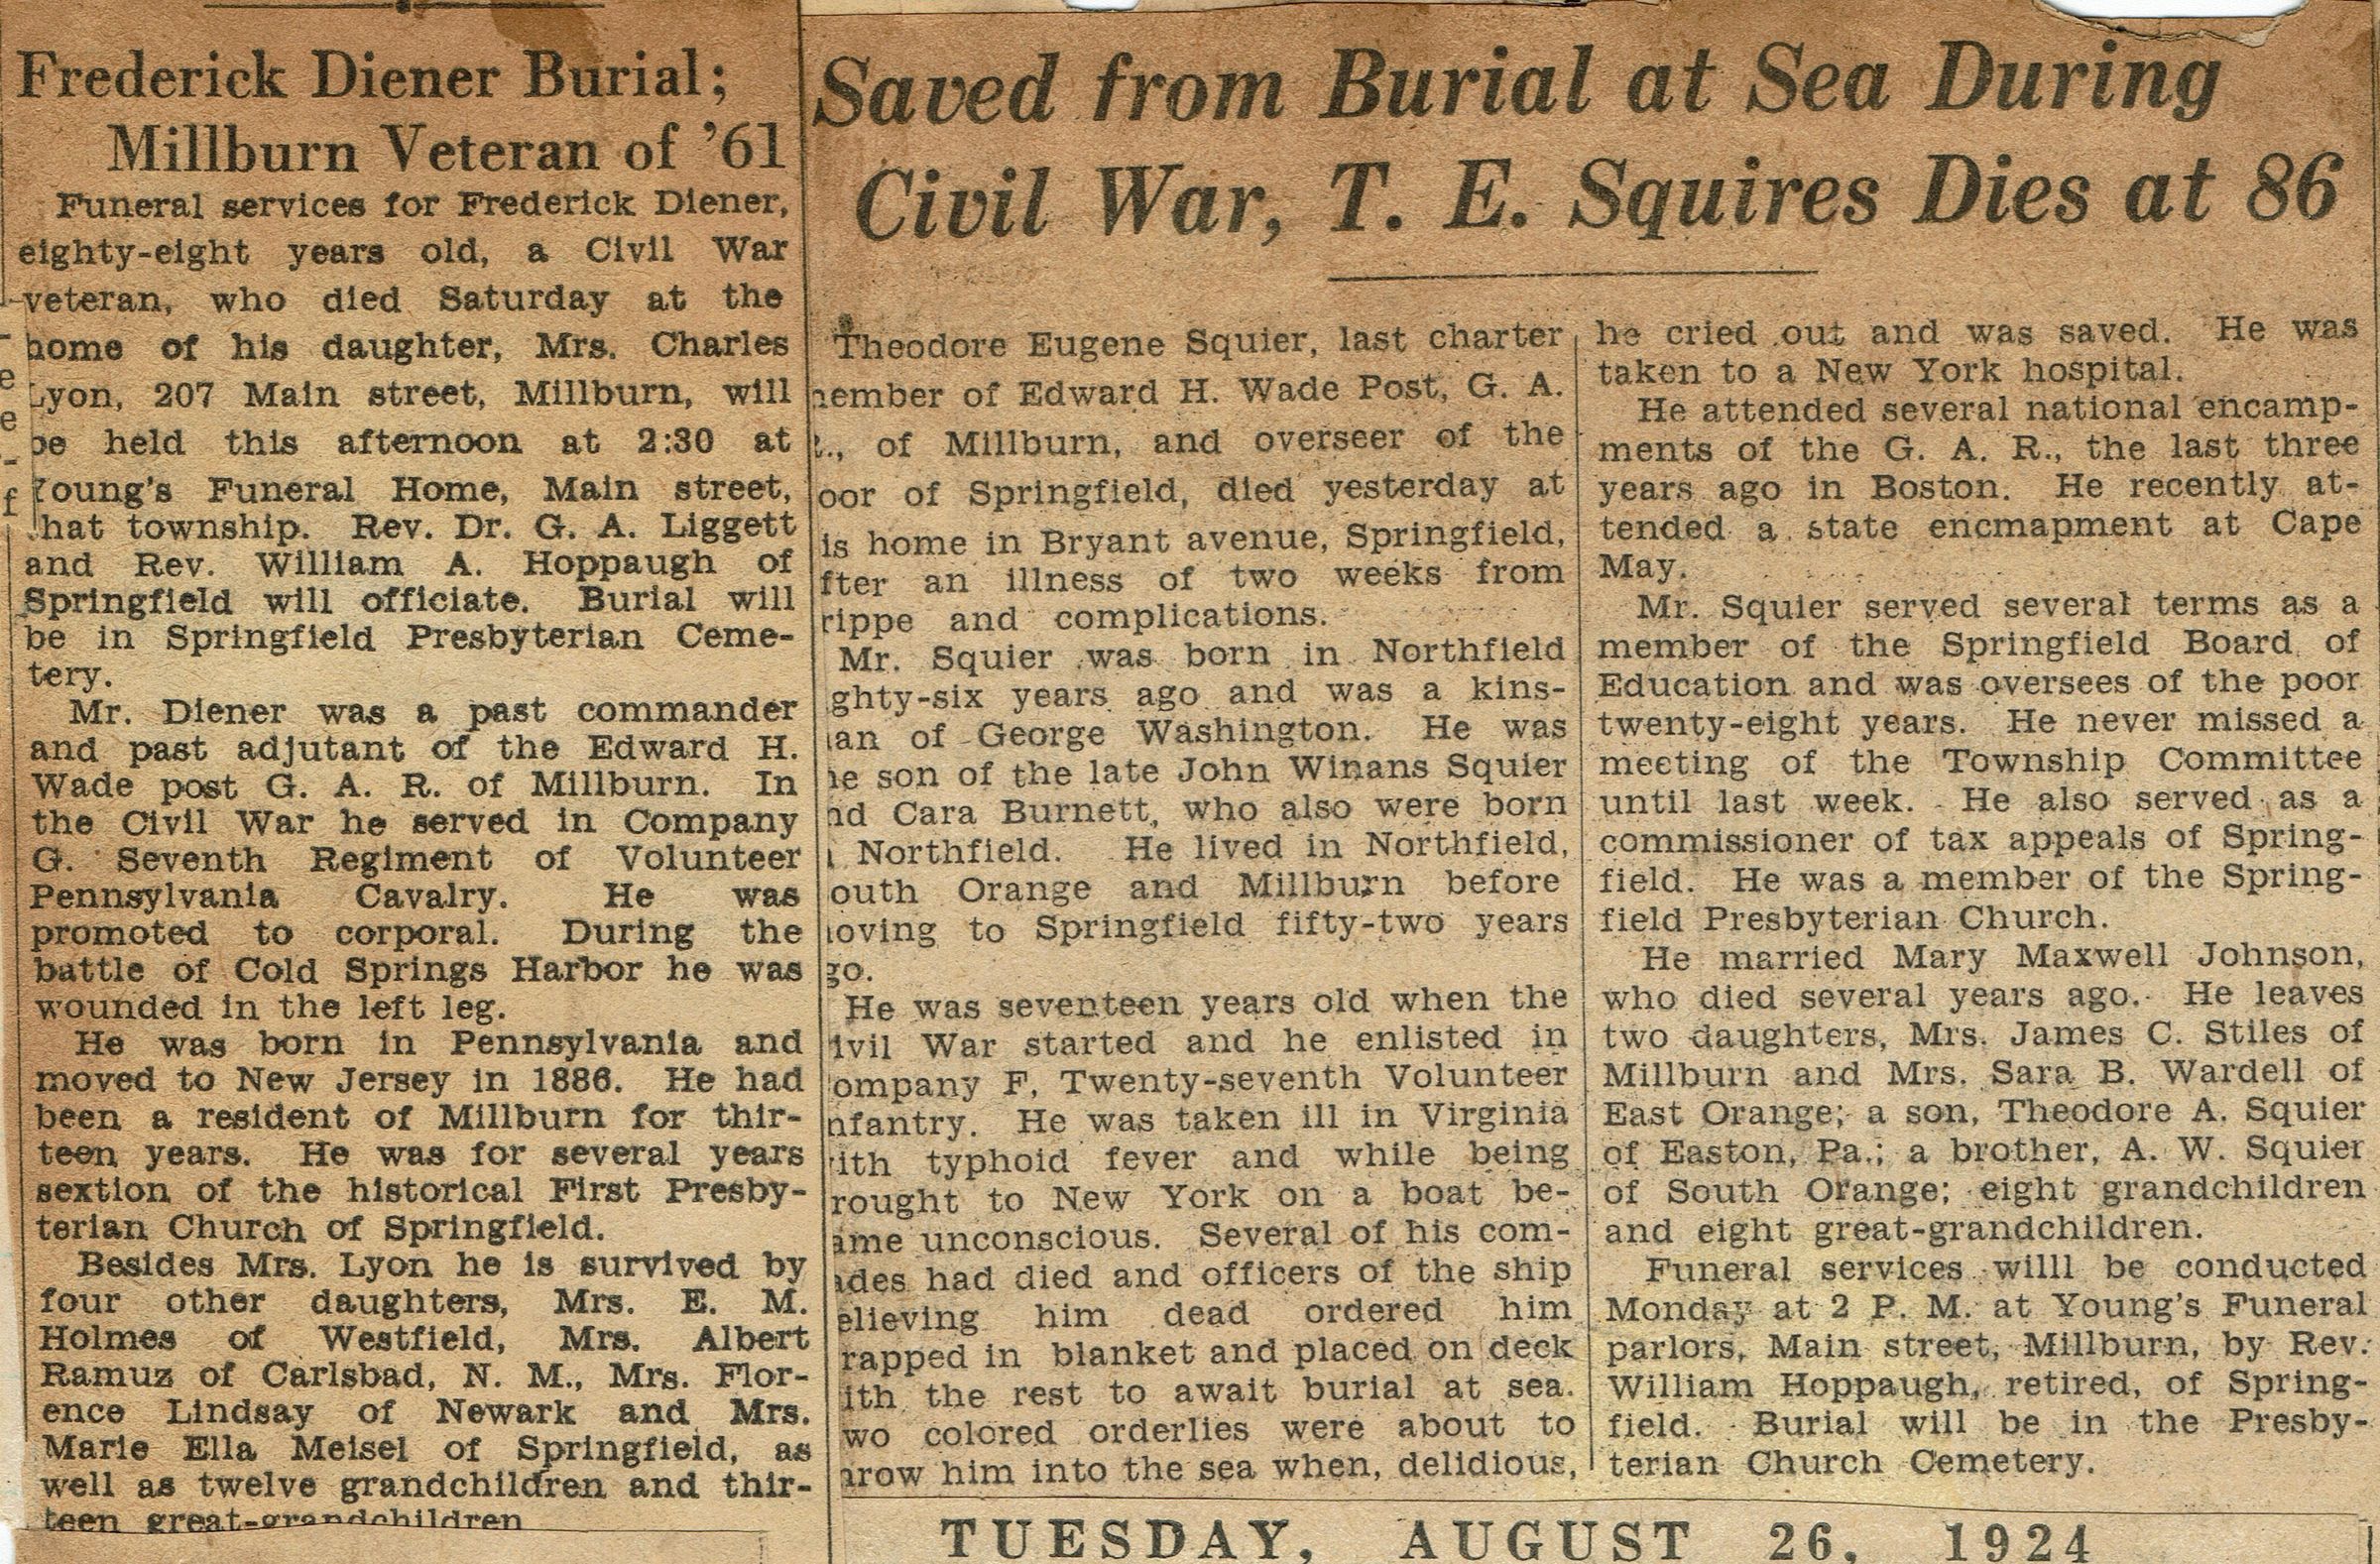 Frederick Diener Burial;
Millburn Veteran of '61
Funeral services for Frederick Diener,
eighty-eight years old, a Civil War
veteran, who died Saturday at the
home of his daughter, Mrs. Charles
Lyon, 207 Main street, Millburn, will
be held this afternoon at 2:30 at
Young's Funeral Home, Main street,
that township. Rev. Dr. G. A. Liggett
and Rev. William A. Hoppaugh of
Springfield will officiate. Burial will
be in Springfield Presbyterian Ceme-
tery.
Mr. Diener was a past commander
and past adjutant of the Edward H.
Wade post G. A. R. of Millburn. In
the Civil War he served in Company
G. Seventh Regiment of Volunteer
Pennsylvania Cavalry. He was
promoted to corporal. During the
battle of Cold Springs Harbor he was
wounded in the left leg.
He was born in Pennsylvania and
moved to New Jersey in 1886. He had
been a resident of Millburn for thir-
teen years. He was for several years
sextion of the historical First Presby-
terian Church of Springfield.
Besides Mrs. Lyon he is survived by
four other daughters, Mrs. E. M.
Holmes of Westfield, Mrs. Albert
Ramuz of Carlsbad, N. M., Mrs. Flor-
ence Lindsay of Newark and Mrs.
Marie Ella Meisel of Springfield, as
well as twelve grandchildren and thir-
teen great-grandchildren
Saved from Burial at Sea During
Civil War, T. E. Squires Dies at 86
Theodore Eugene Squier, last charter
ember of Edward H. Wade Post, G. A.
., of Millburn, and overseer of the
oor of Springfield, died yesterday at
is home in Bryant avenue, Springfield,
fter an illness of two weeks from
rippe and complications.
Mr. Squier was born in Northfield
ghty-six years ago and was a kins-
an of George Washington. He was
e son of the late John Winans Squier
nd Cara Burnett, who also were born
Northfield. He lived in Northfield,
outh Orange and Millburn before
oving to Springfield fifty-two years
go.
He was seventeen years old when the
ivil War started and he enlisted in
ompany F, Twenty-seventh Volunteer
nfantry. He was taken ill in Virginia
ith typhoid fever and while being
rought to New York on a boat be-
ame unconscious. Several of his com-
ades had died and officers of the ship
elieving him dead ordered him
rapped in blanket and placed on deck
ith the rest to await burial at sea.
wo colored orderlies were about to
row him into the sea when, delidious,
he cried out and was saved. He was
taken to a New York hospital.
He attended several national encamp-
ments of the G. A. R., the last three
years ago in Boston. He recently at-
tended a state encmapment at Cape
May.
Mr. Squier served several terms as a
member of the Springfield Board of
Education and was oversees of the poor
twenty-eight years. He never missed a
meeting of the Township Committee
until last week. He also served as a
commissioner of tax appeals of Spring-
field. He was a member of the Spring-
field Presbyterian Church.
He married Mary Maxwell Johnson,
who died several years ago. He leaves
two daughters, Mrs. James C. Stiles of
Millburn and Mrs. Sara B. Wardell of
East Orange; a son, Theodore A. Squier
of Easton, Pa.; a brother, A. W. Squier
of South Orange; eight grandchildren
and eight great-grandchildren.
Funeral services willl be conducted
Monday at 2 P. M. at Young's Funeral
parlors, Main street, Millburn, by Rev.
William Hoppaugh, retired, of Spring-
field. Burial will be in the Presby-
terian Church Cemetery.
TUESDAY, AUGUST 26, 1924